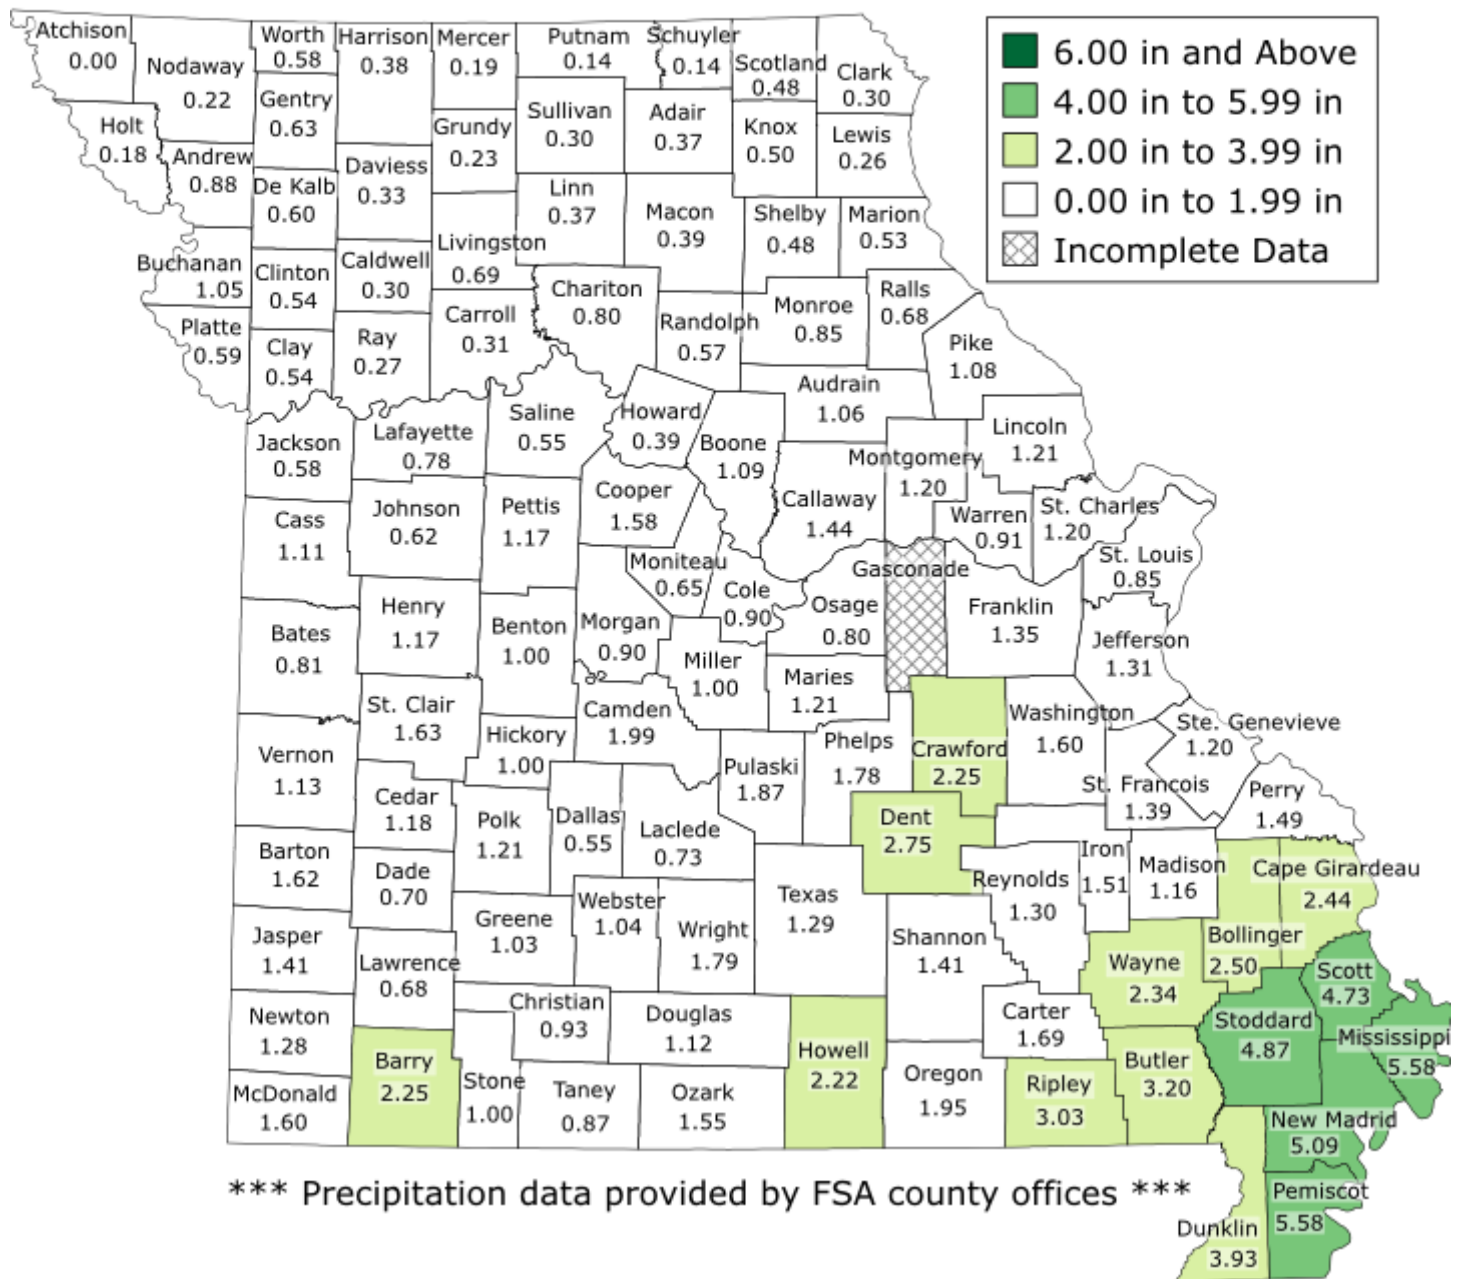 6.00 in and Above
4.00 in to 5.99 in
2.00 in to 3.99 in
0.00 in to 1.99 in
Incomplete Data
Atchison
0.00
Nodaway
0.22
Worth
0.58
Harrison
0.38
Mercer
0.19
Putnam
0.14
Schuyler
0.14
Scotland
0.48
Clark
0.30
Holt
0.18
Andrew
0.88
Gentry
0.63
De Kalb
0.60
Daviess
0.33
Grundy
0.23
Sullivan
0.30
Adair
0.37
Knox
0.50
Lewis
0.26
Linn
0.37
Macon
0.39
Shelby
0.48
Marion
0.53
Buchanan
1.05
Clinton
0.54
Caldwell
0.30
Livingston
0.69
Chariton
0.80
Randolph
0.57
Monroe
0.85
Ralls
0.68
Pike
1.08
Platte
0.59
Clay
0.54
Ray
0.27
Carroll
0.31
Audrain
1.06
Jackson
0.58
Lafayette
0.78
Saline
0.55
Howard
0.39
Boone
1.09
Montgomery
1.20
Lincoln
1.21
Cass
1.11
Johnson
0.62
Pettis
1.17
Cooper
1.58
Callaway
1.44
Warren
0.91
St. Charles
1.20
St. Louis
0.85
Moniteau
0.65
Cole
0.90
Osage
0.80
Gasconade
Franklin
1.35
Jefferson
1.31
Bates
0.81
Henry
1.17
Benton
1.00
Morgan
0.90
Miller
1.00
Maries
1.21
St. Clair
1.63
Hickory
1.00
Camden
1.99
Pulaski
1.87
Phelps
1.78
Crawford
2.25
Washington
1.60
Ste. Genevieve
1.20
St. Francois
1.39
Perry
1.49
Vernon
1.13
Cedar
1.18
Polk
1.21
Dallas
0.55
Laclede
0.73
Dent
2.75
Iron
1.51
Madison
1.16
Cape Girardeau
2.44
Barton
1.62
Dade
0.70
Greene
1.03
Webster
1.04
Wright
1.79
Texas
1.29
Reynolds
1.30
Bollinger
2.50
Jasper
1.41
Lawrence
0.68
Shannon
1.41
Wayne
2.34
Scott
4.73
Newton
1.28
Christian
0.93
Douglas
1.12
Carter
1.69
Stoddard
4.87
Mississippi
5.58
McDonald
1.60
Barry
2.25
Stone
1.00
Taney
0.87
Ozark
1.55
Howell
2.22
Oregon
1.95
Ripley
3.03
Butler
3.20
New Madrid
5.09
Pemiscot
5.58
Dunklin
3.93
*** Precipitation data provided by FSA county offices ***